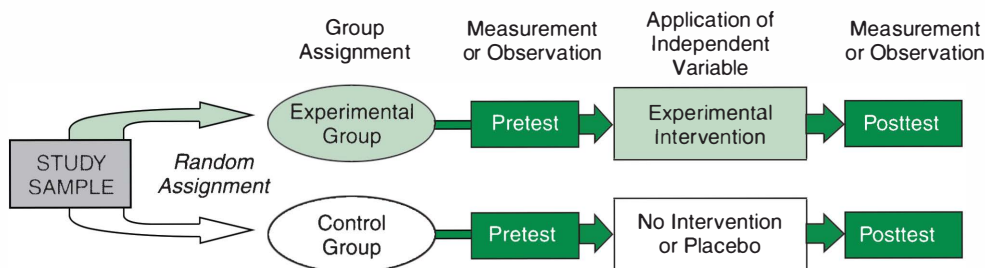 Group
Assignment
Measurement
or Observation
Application of
Independent
Variable
Measurement
or Observation
STUDY
SAMPLE
Random
Assignment
Experimental
Group
Pretest
Experimental
Intervention
Posttest
Control
Group
Pretest
No Intervention
or Placebo
Posttest